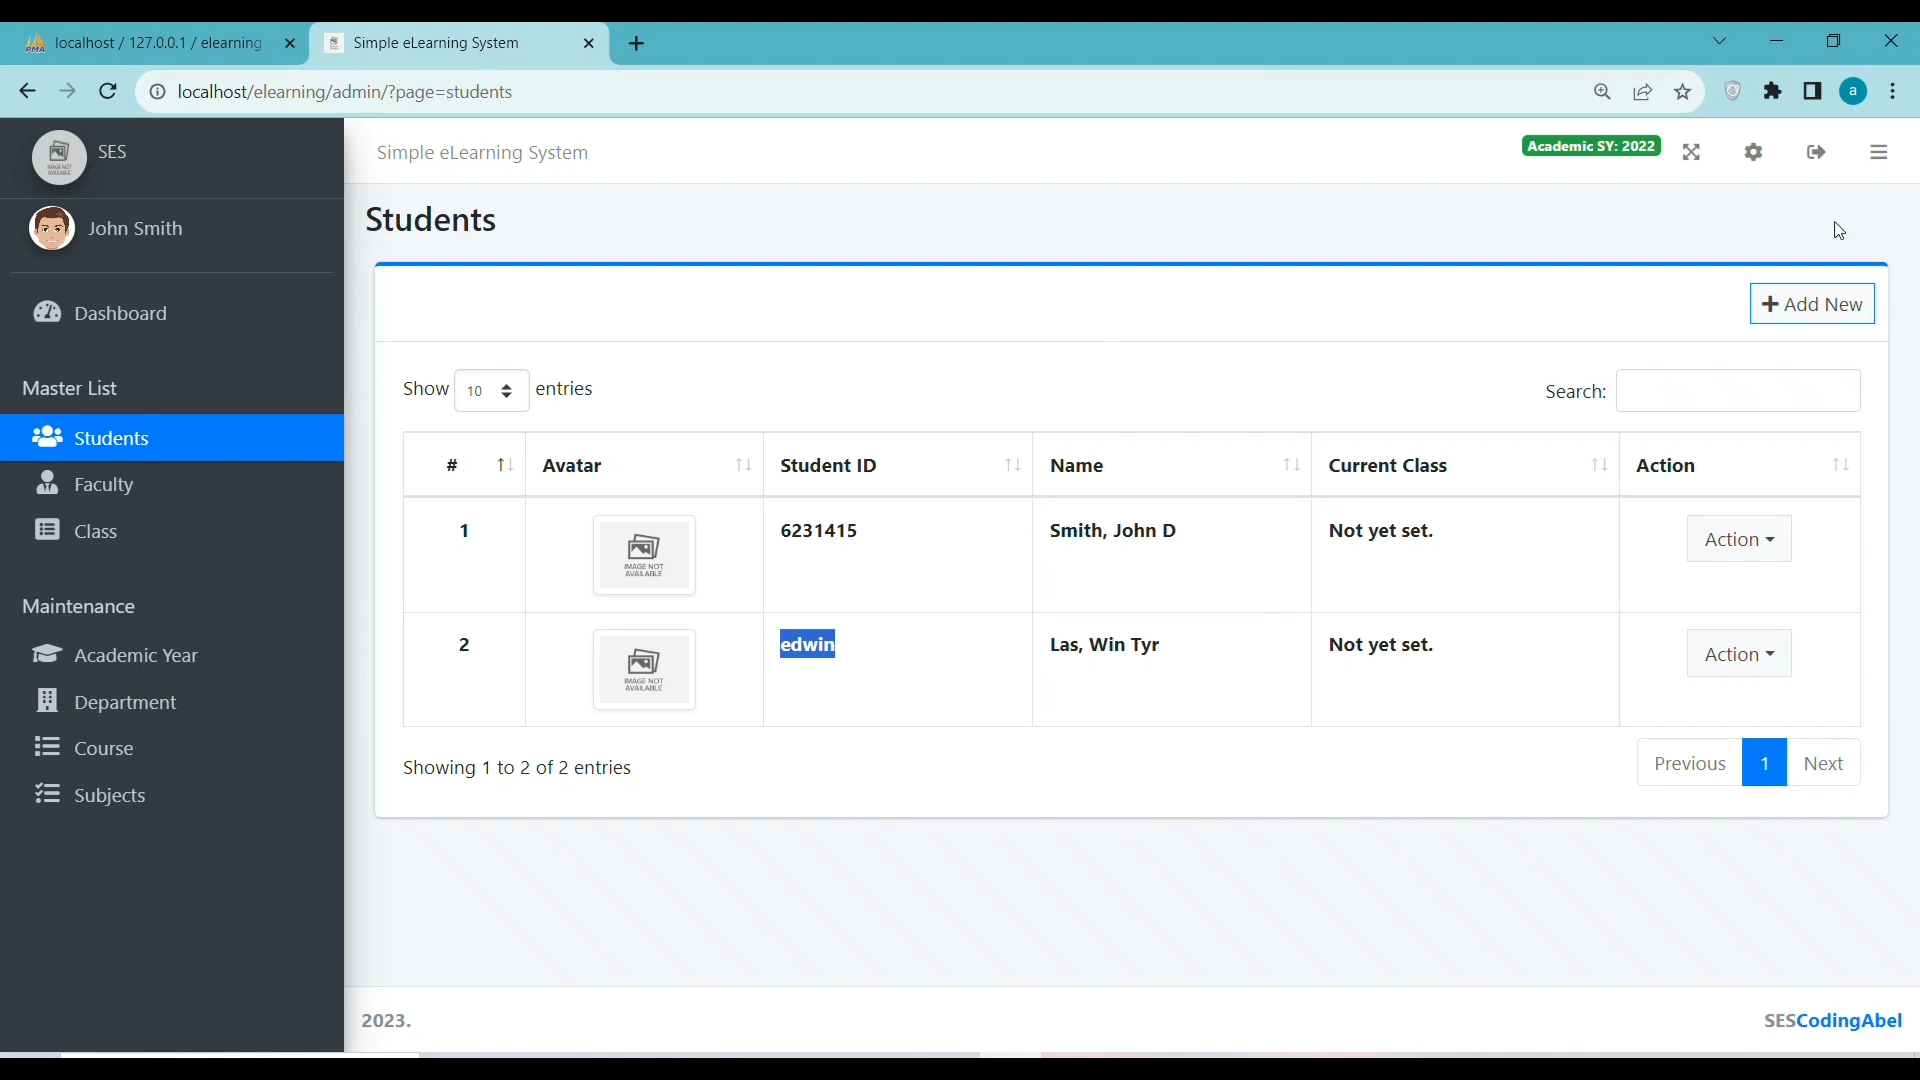 localhost / 127.0.0.1 / elearning
Simple eLearning System
localhost/elearning/admin/?page=students
a
IMAGE NOT
AVAILABLE
SES
Simple eLearning System
Academic SY: 2022
John Smith
Students
Dashboard
+ Add New
Master List
Show 10 entries
Search:
Students
# Avatar Student ID Name Current Class Action
Faculty
Class
1 6231415 Smith, John D Not yet set. Action
IMAGE NOT
AVAILABLE
Maintenance
2 edwin Las, Win Tyr Not yet set. Action
IMAGE NOT
AVAILABLE
Academic Year
Department
Course
Showing 1 to 2 of 2 entries
Previous 1 Next
Subjects
2023.
SESCodingAbel